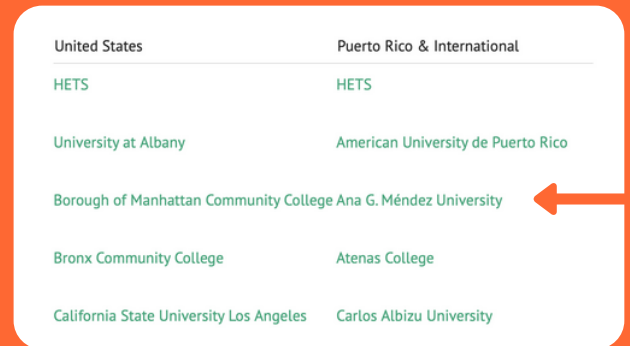 United States Puerto Rico & International
HETS HETS
University at Albany American University de Puerto Rico
Borough of Manhattan Community College Ana G. Méndez University
Bronx Community College Atenas College
California State University Los Angeles Carlos Albizu University